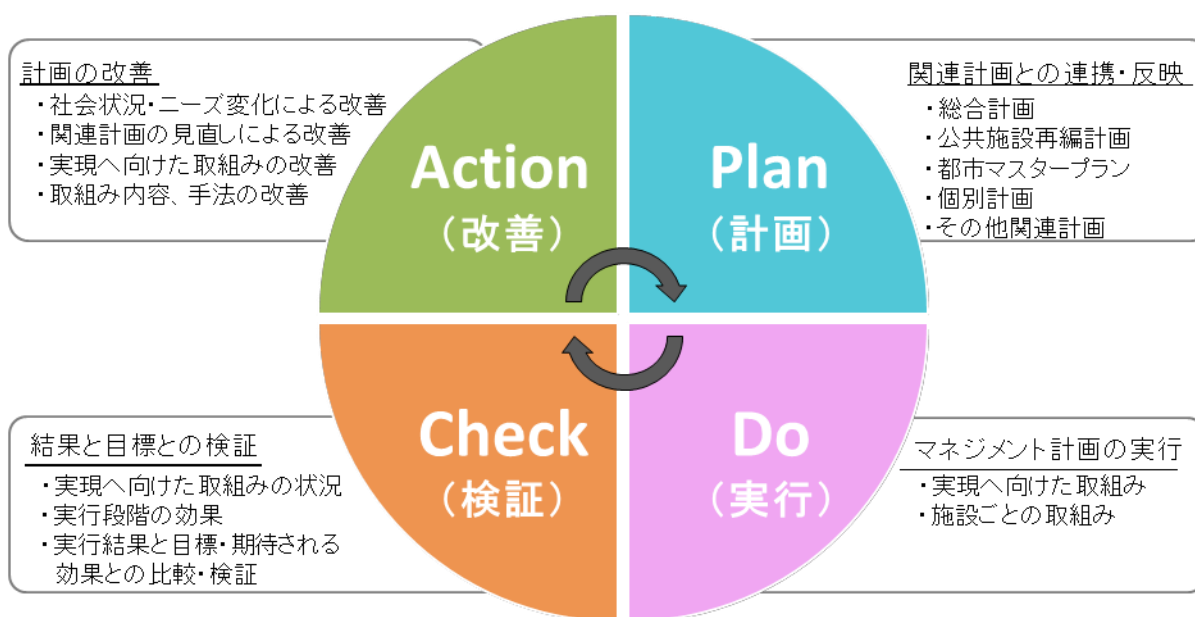 計画の改善
・社会状況・ニーズ変化による改善
・関連計画の見直しによる改善
・実現へ向けた取組みの改善
・取組み内容、手法の改善
Action
（改善）
Plan
（計画）
関連計画との連携・反映
・総合計画
・公共施設再編計画
・都市マスタープラン
・個別計画
・その他関連計画
結果と目標との検証
・実現へ向けた取組みの状況
・実行段階の効果
・実行結果と目標・期待される
効果との比較・検証
Check
（検証）
Do
（実行）
マネジメント計画の実行
・実現へ向けた取組み
・施設ごとの取組み